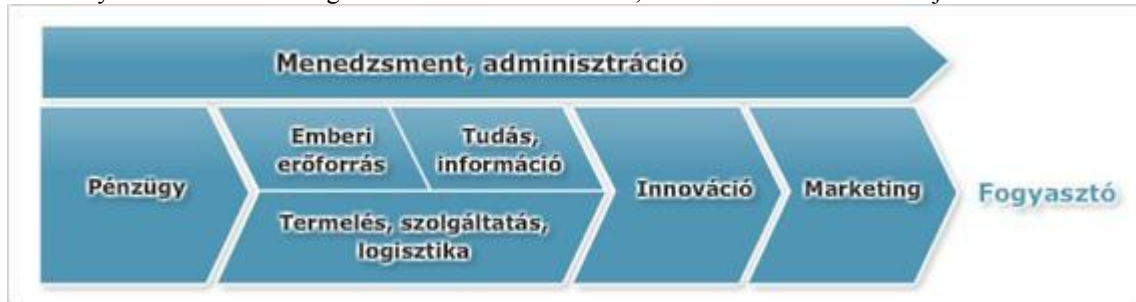 Menedzsment, adminisztráció
Pénzügy
Emberi
erőforrás
Tudás,
információ
Termelés, szolgáltatás,
logisztika
Innováció
Marketing
Fogyasztó